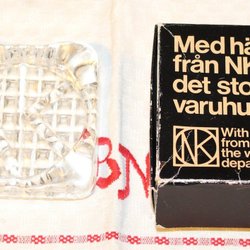 Med hä
från NK
det sto
varuhu
NK
With
from
the w
depa
BN